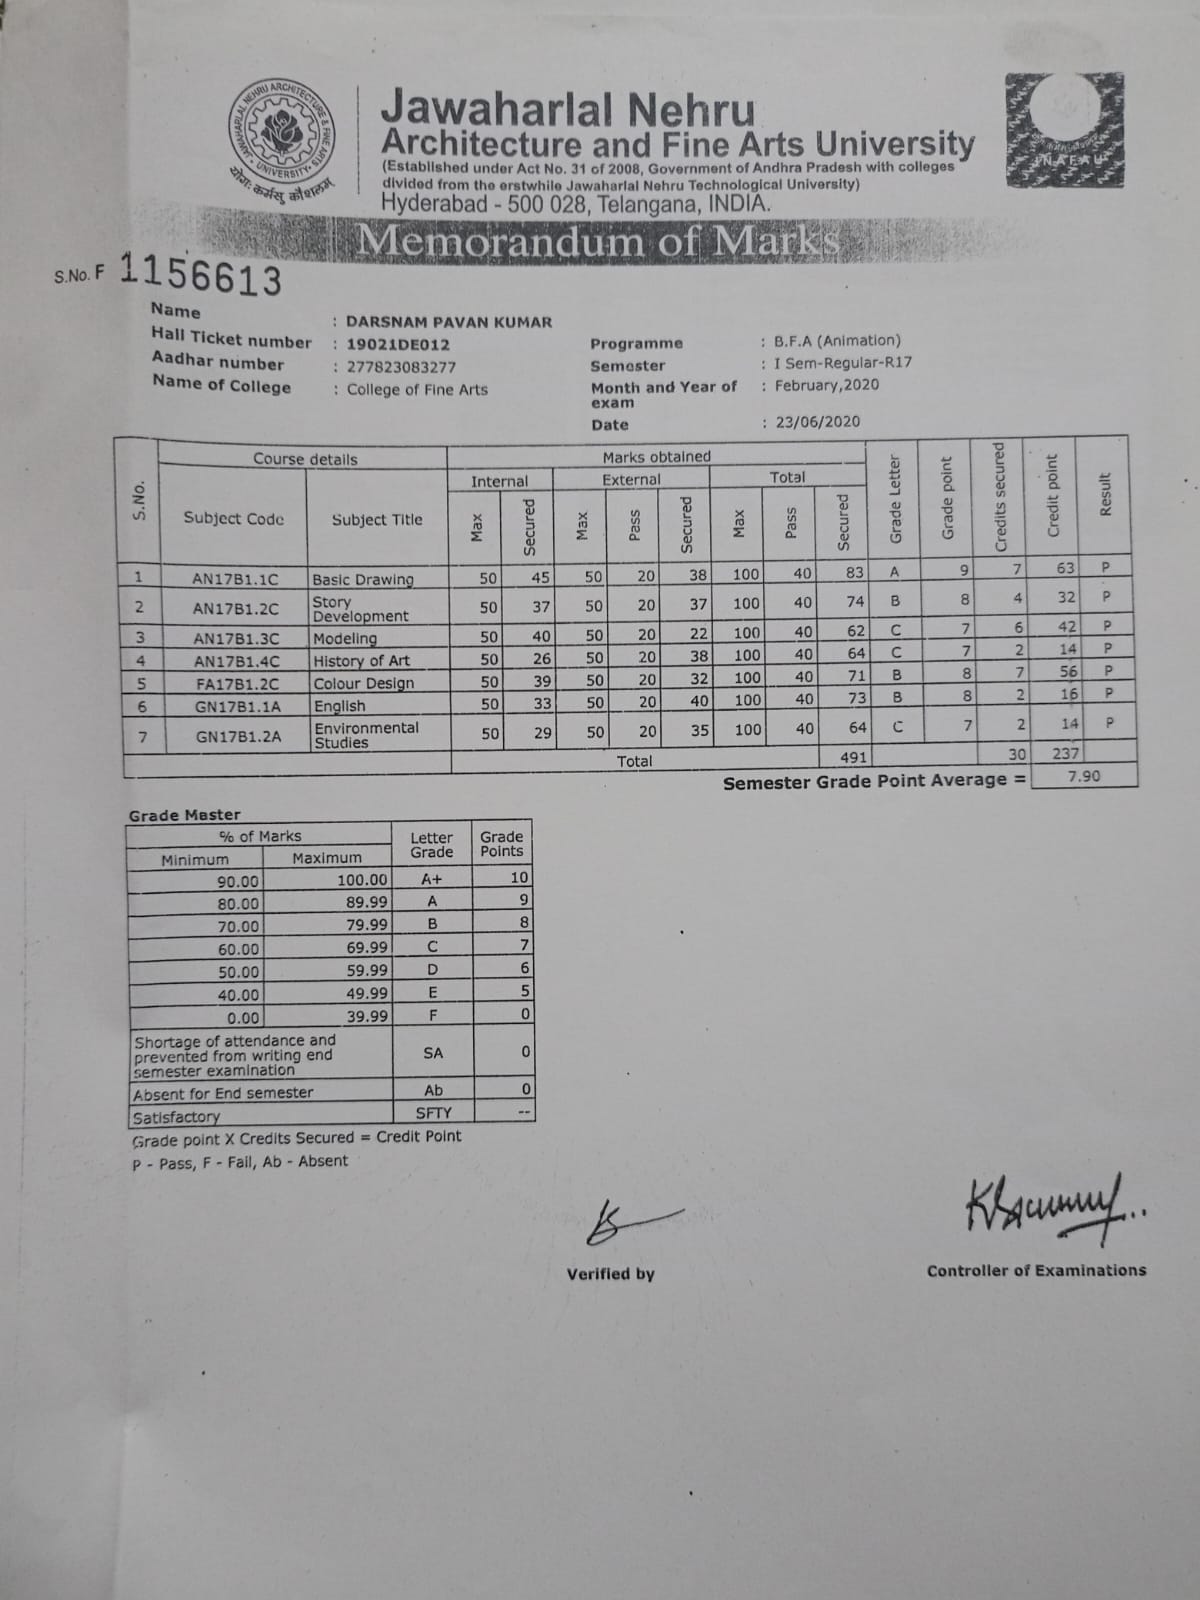 JAWAHARLAL NEHRU ARCHITECTURE & FINE ARTS UNIVERSITY
योगः कर्मसु कौशलम्
Jawaharlal Nehru
Architecture and Fine Arts University
(Established under Act No. 31 of 2008, Government of Andhra Pradesh with colleges
divided from the erstwhile Jawaharlal Nehru Technological University)
Hyderabad - 500 028, Telangana, INDIA.
JNAFAU
Memorandum of Marks
S.No. F 1156613
Name : DARSNAM PAVAN KUMAR
Hall Ticket number : 19021DE012
Aadhar number : 277823083277
Name of College : College of Fine Arts
Programme : B.F.A (Animation)
Semester : I Sem-Regular-R17
Month and Year of exam : February,2020
Date : 23/06/2020
S.No. Course details Marks obtained Grade Letter Grade point Credits secured Credit point Result
Internal External Total
Subject Code Subject Title Max Secured Max Pass Secured Max Pass Secured
1 AN17B1.1C Basic Drawing 50 45 50 20 38 100 40 83 A 9 7 63 P
2 AN17B1.2C Story Development 50 37 50 20 37 100 40 74 B 8 4 32 P
3 AN17B1.3C Modeling 50 40 50 20 22 100 40 62 C 7 6 42 P
4 AN17B1.4C History of Art 50 26 50 20 38 100 40 64 C 7 2 14 P
5 FA17B1.2C Colour Design 50 39 50 20 32 100 40 71 B 8 7 56 P
6 GN17B1.1A English 50 33 50 20 40 100 40 73 B 8 2 16 P
7 GN17B1.2A Environmental Studies 50 29 50 20 35 100 40 64 C 7 2 14 P
Total 491 30 237
Semester Grade Point Average = 7.90
Grade Master
% of Marks Letter Grade Grade Points
Minimum Maximum
90.00 100.00 A+ 10
80.00 89.99 A 9
70.00 79.99 B 8
60.00 69.99 C 7
50.00 59.99 D 6
40.00 49.99 E 5
0.00 39.99 F 0
Shortage of attendance and
prevented from writing end
semester examination SA 0
Absent for End semester Ab 0
Satisfactory SFTY --
Grade point X Credits Secured = Credit Point
P - Pass, F - Fail, Ab - Absent
Verified by
Controller of Examinations